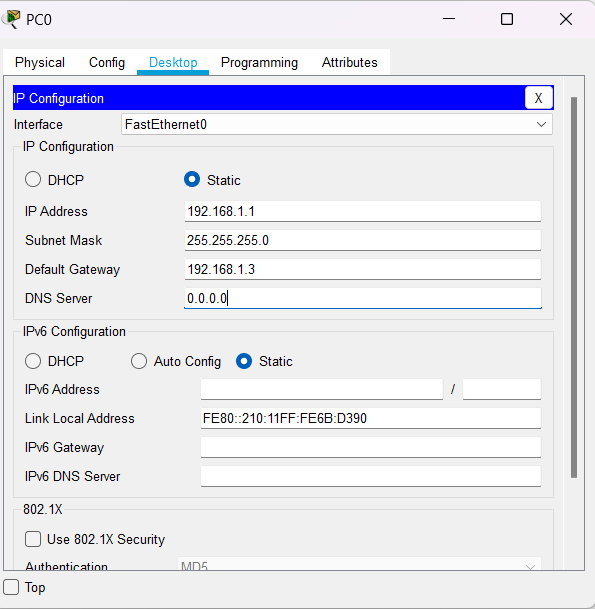 PC0
Physical Config Desktop Programming Attributes
IP Configuration X
Interface FastEthernet0
IP Configuration
DHCP Static
IP Address 192.168.1.1
Subnet Mask 255.255.255.0
Default Gateway 192.168.1.3
DNS Server 0.0.0.0
IPv6 Configuration
DHCP Auto Config Static
IPv6 Address /
Link Local Address FE80::210:11FF:FE6B:D390
IPv6 Gateway
IPv6 DNS Server
802.1X
Use 802.1X Security
Authentication MD5
Top